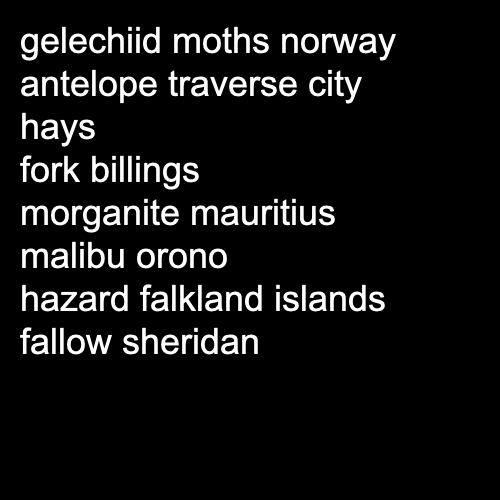 gelechiid moths norway
antelope traverse city
hays
fork billings
morganite mauritius
malibu orono
hazard falkland islands
fallow sheridan